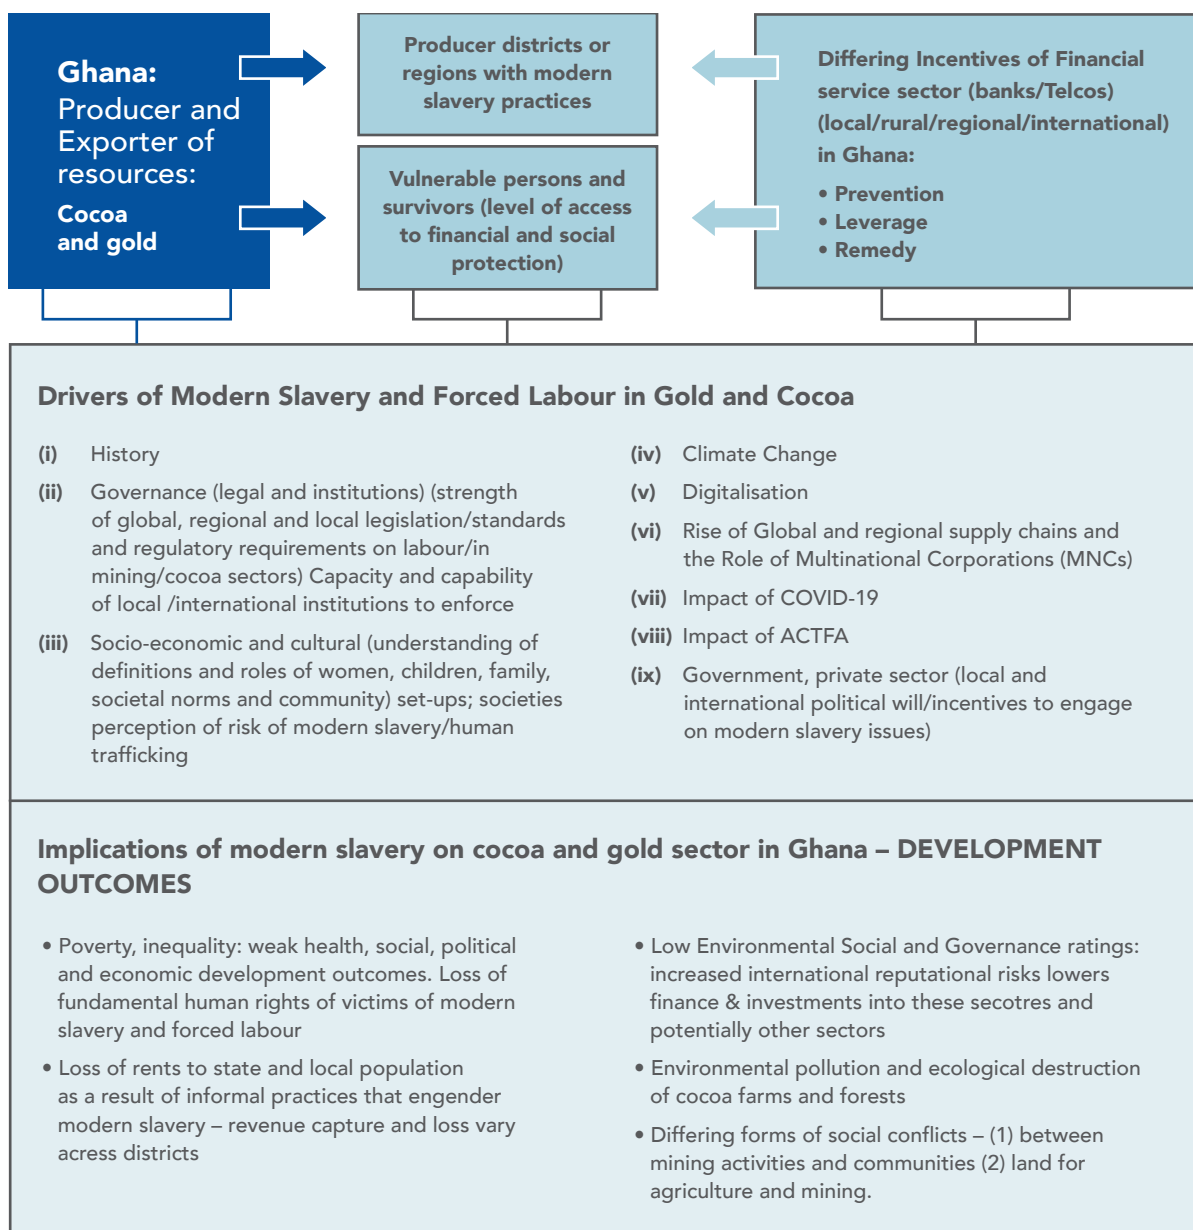 Ghana:
Producer and
Exporter of
resources:
Cocoa
and gold
Producer districts or
regions with modern
slavery practices
Vulnerable persons and
survivors (level of access
to financial and social
protection)
Differing Incentives of Financial
service sector (banks/Telcos)
(local/rural/regional/international)
in Ghana:
• Prevention
• Leverage
• Remedy
Drivers of Modern Slavery and Forced Labour in Gold and Cocoa
(i) History
(ii) Governance (legal and institutions) (strength
of global, regional and local legislation/standards
and regulatory requirements on labour/in
mining/cocoa sectors) Capacity and capability
of local /international institutions to enforce
(iii) Socio-economic and cultural (understanding of
definitions and roles of women, children, family,
societal norms and community) set-ups; societies
perception of risk of modern slavery/human
trafficking
(iv) Climate Change
(v) Digitalisation
(vi) Rise of Global and regional supply chains and
the Role of Multinational Corporations (MNCs)
(vii) Impact of COVID-19
(viii) Impact of ACTFA
(ix) Government, private sector (local and
international political will/incentives to engage
on modern slavery issues)
Implications of modern slavery on cocoa and gold sector in Ghana – DEVELOPMENT
OUTCOMES
• Poverty, inequality: weak health, social, political
and economic development outcomes. Loss of
fundamental human rights of victims of modern
slavery and forced labour
• Loss of rents to state and local population
as a result of informal practices that engender
modern slavery – revenue capture and loss vary
acress districts
• Low Environmental Social and Governance ratings:
increased international reputational risks lowers
finance & investments into these secotres and
potentially other sectors
• Environmental pollution and ecological destruction
of cocoa farms and forests
• Differing forms of social conflicts – (1) between
mining activities and communities (2) land for
agriculture and mining.